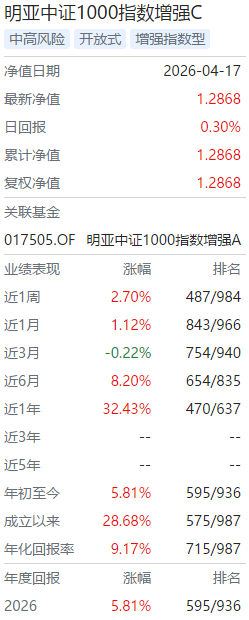 明亚中证1000指数增强C
中高风险 开放式 增强指数型
净值日期 2026-04-17
最新净值 1.2868
日回报 0.30%
累计净值 1.2868
复权净值 1.2868
关联基金
017505.OF 明亚中证1000指数增强A
业绩表现 涨幅 排名
近1周 2.70% 487/984
近1月 1.12% 843/966
近3月 -0.22% 754/940
近6月 8.20% 654/835
近1年 32.43% 470/637
近3年 -- --
近5年 -- --
年初至今 5.81% 595/936
成立以来 28.68% 575/987
年化回报率 9.17% 715/987
年度回报 涨幅 排名
2026 5.81% 595/936